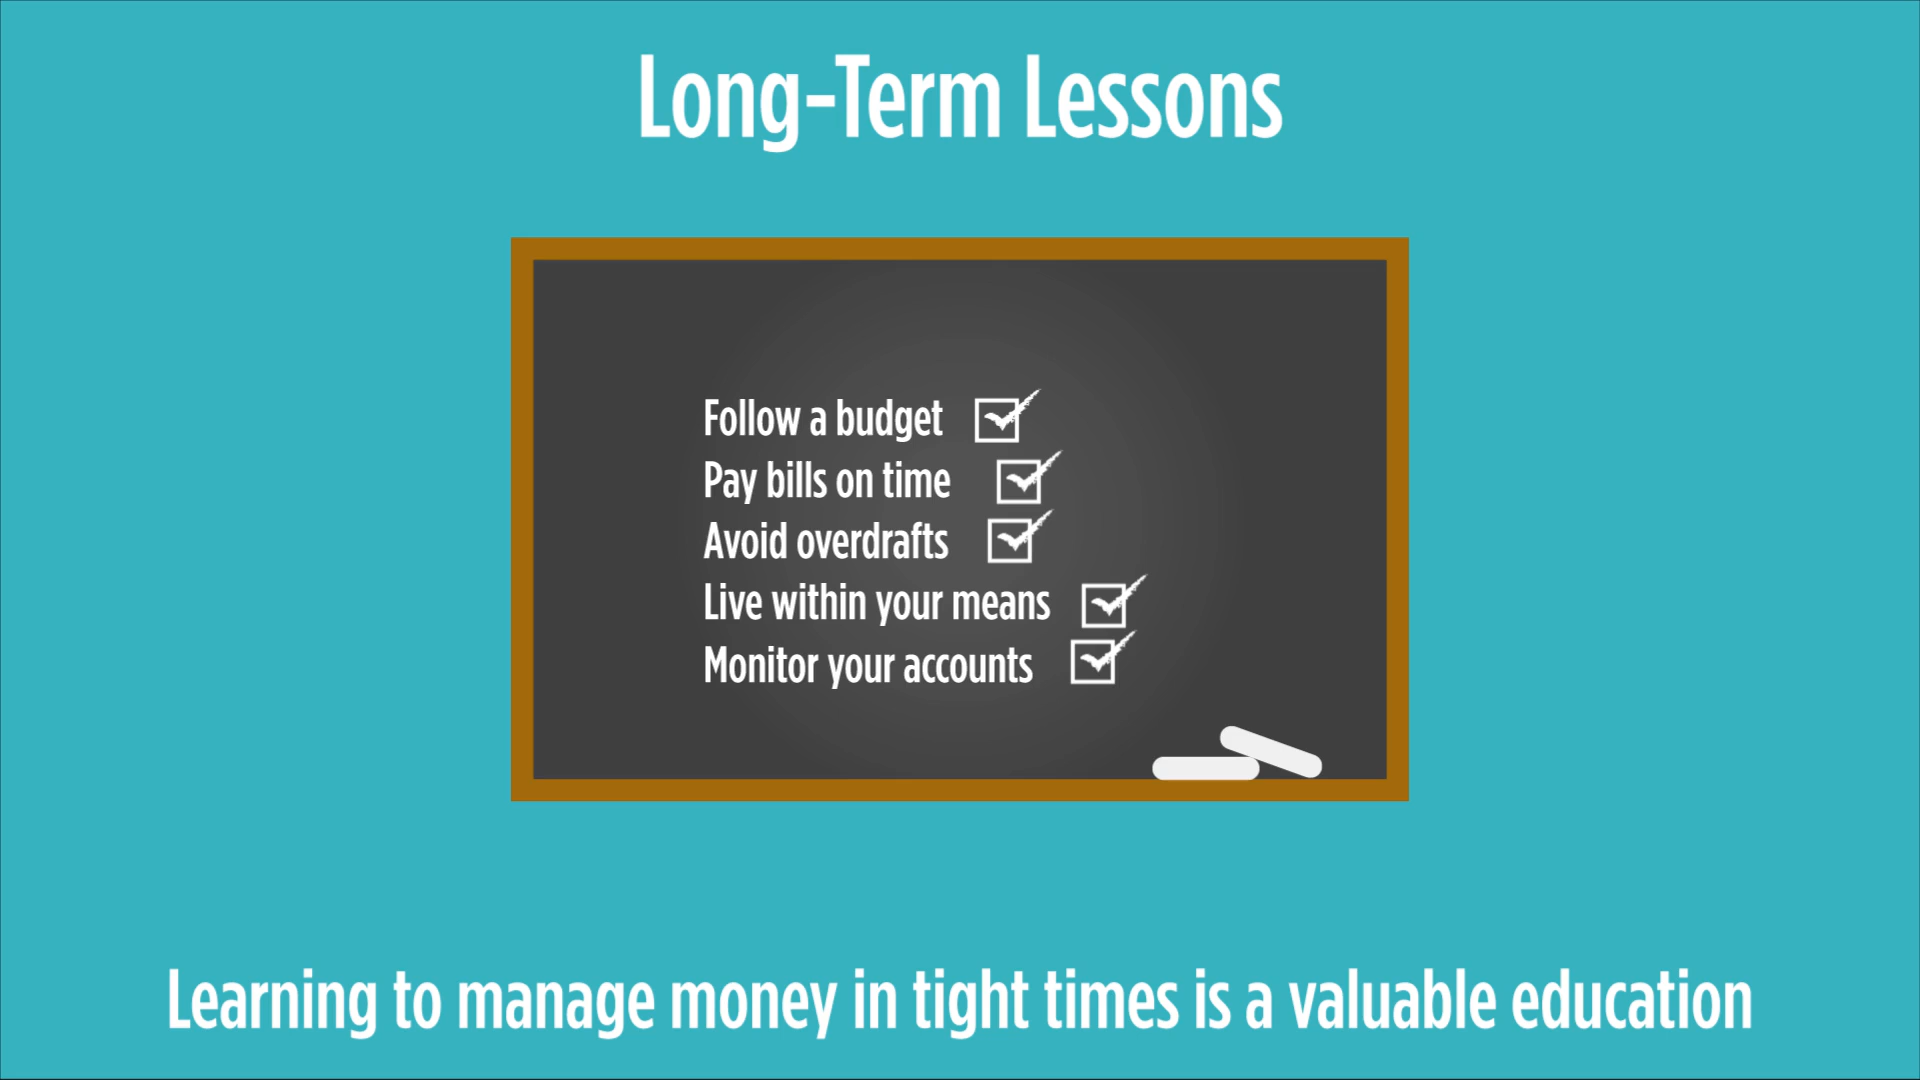 Long-Term Lessons
Follow a budget
Pay bills on time
Avoid overdrafts
Live within your means
Monitor your accounts
Learning to manage money in tight times is a valuable education